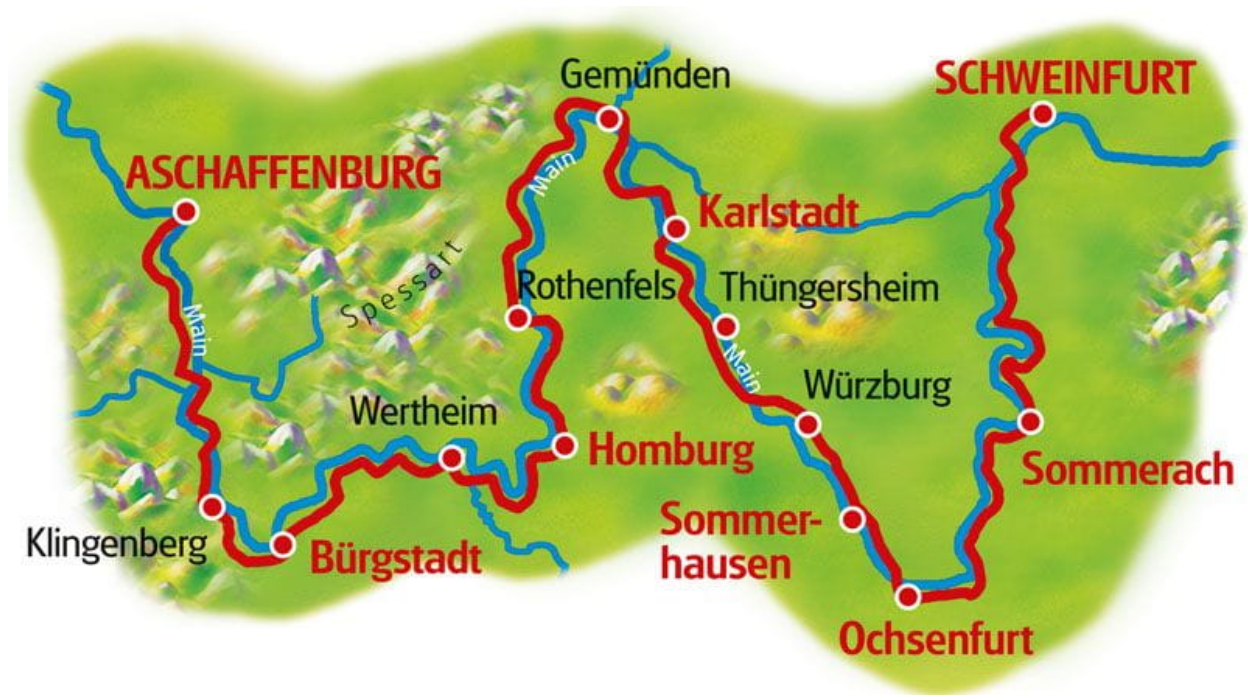 Gemünden
SCHWEINFURT
ASCHAFFENBURG
Main
Karlstadt
Spessart
Rothenfels
Thüngersheim
Main
Main
Würzburg
Wertheim
Homburg
Sommerach
Klingenberg
Bürgstadt
Sommer-
hausen
Ochsenfurt